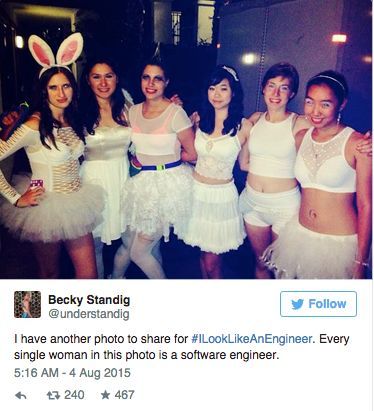 Becky Standig
@understandig
Follow
I have another photo to share for #ILookLikeAnEngineer. Every
single woman in this photo is a software engineer.
5:16 AM - 4 Aug 2015
240 467